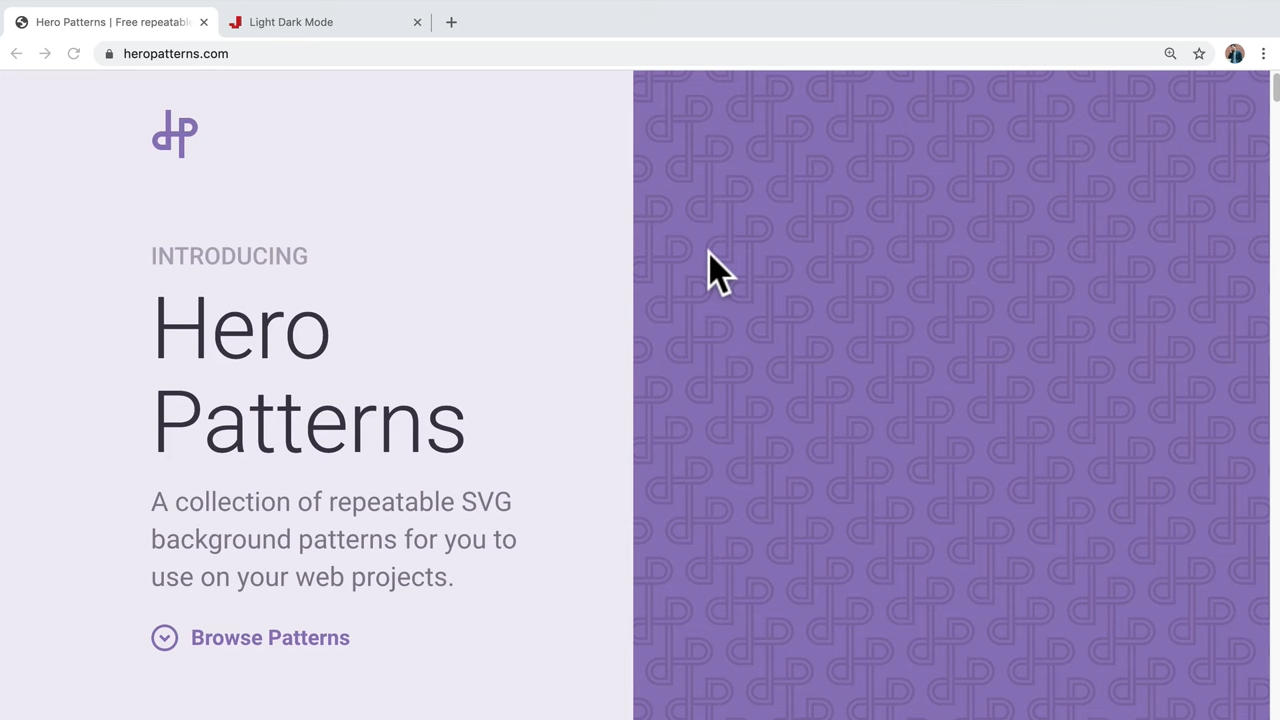 Hero Patterns | Free repeatable
Light Dark Mode
heropatterns.com
INTRODUCING
Hero
Patterns
A collection of repeatable SVG
background patterns for you to
use on your web projects.
Browse Patterns